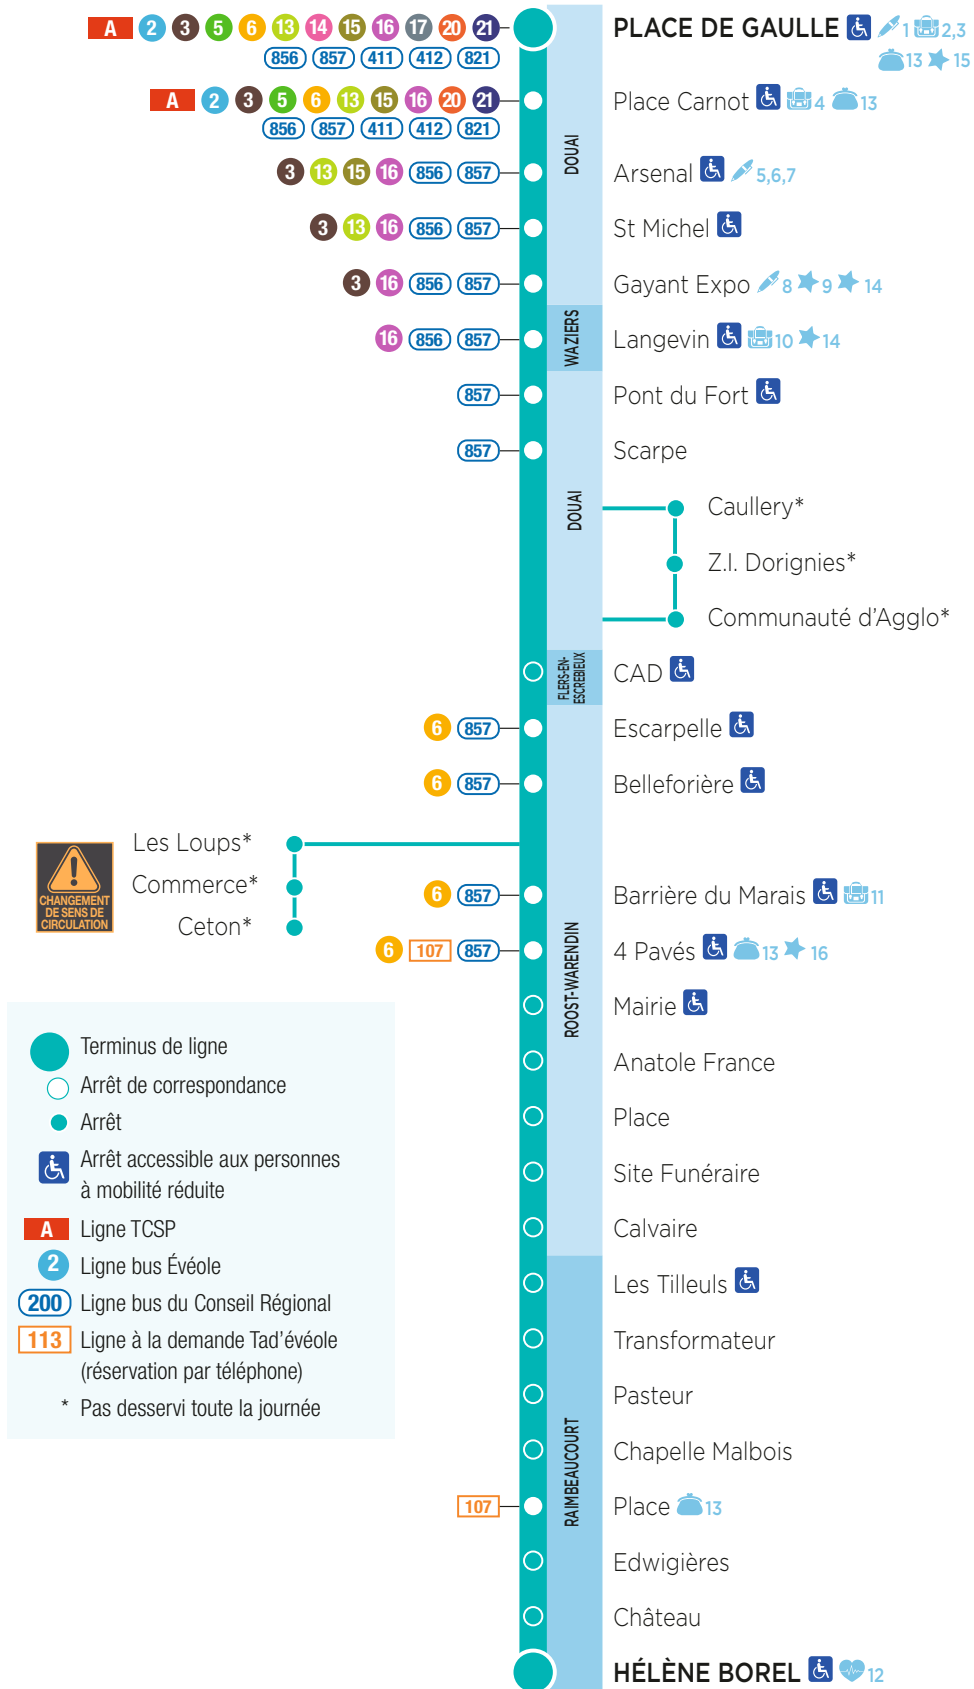 A 2 3 5 6 13 14 15 16 17 20 21 PLACE DE GAULLE 1 2,3
856 857 411 412 821 13 15
A 2 3 5 6 13 15 16 20 21 Place Carnot 4 13
856 857 411 412 821
DOUAI
3 13 15 16 856 857 Arsenal 5,6,7
3 13 16 856 857 St Michel
3 16 856 857 Gayant Expo 8 9 14
WAZIERS
16 856 857 Langevin 10 14
857 Pont du Fort
857 Scarpe
DOUAI
Caullery*
Z.I. Dorignies*
Communauté d'Agglo*
FLERS-EN-
ESCREBIEUX
CAD
6 857 Escarpelle
6 857 Belleforière
Les Loups*
Commerce*
Ceton*
CHANGEMENT
DE SENS DE
CIRCULATION
6 857 Barrière du Marais 11
6 107 857 4 Pavés 13 16
ROOST-WARENDIN
Mairie
Anatole France
Place
Site Funéraire
Calvaire
Les Tilleuls
Transformateur
Pasteur
Chapelle Malbois
RAIMBEAUCOURT
107 Place 13
Edwigières
Château
HÉLÈNE BOREL 12
Terminus de ligne
Arrêt de correspondance
Arrêt
Arrêt accessible aux personnes
à mobilité réduite
A Ligne TCSP
2 Ligne bus Évéole
200 Ligne bus du Conseil Régional
113 Ligne à la demande Tad'évéole
(réservation par téléphone)
* Pas desservi toute la journée